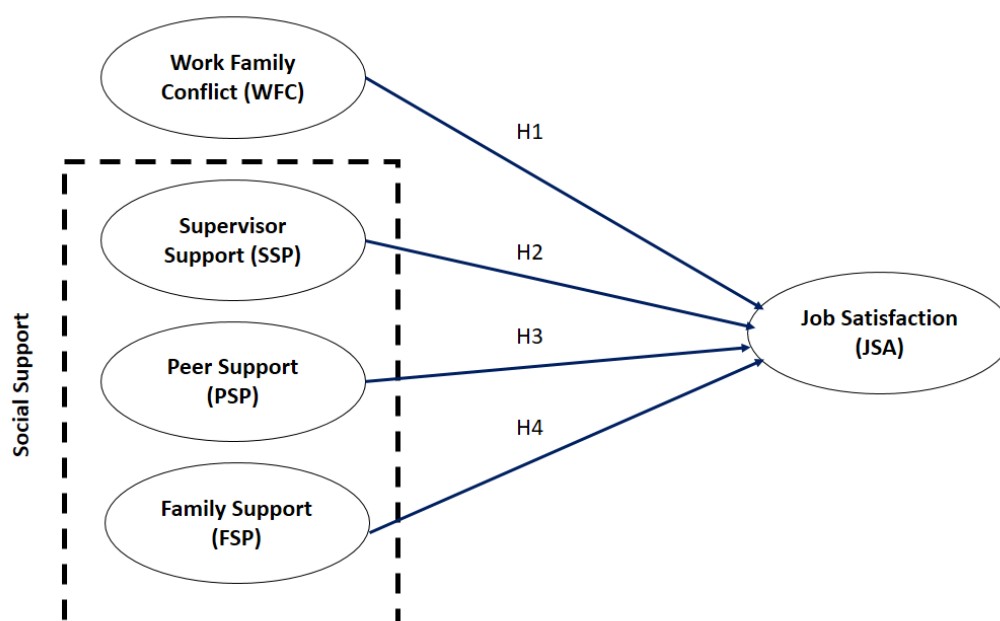 Work Family
Conflict (WFC)
H1
Supervisor
Support (SSP)
H2
Job Satisfaction
(JSA)
H3
Peer Support
(PSP)
Social Support
H4
Family Support
(FSP)